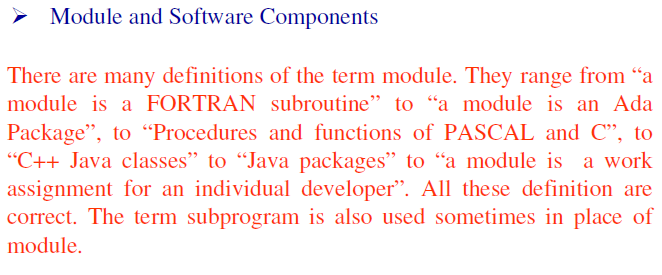 ➢ Module and Software Components
There are many definitions of the term module. They range from “a
module is a FORTRAN subroutine” to “a module is an Ada
Package”, to “Procedures and functions of PASCAL and C”, to
“C++ Java classes” to “Java packages” to “a module is a work
assignment for an individual developer”. All these definition are
correct. The term subprogram is also used sometimes in place of
module.